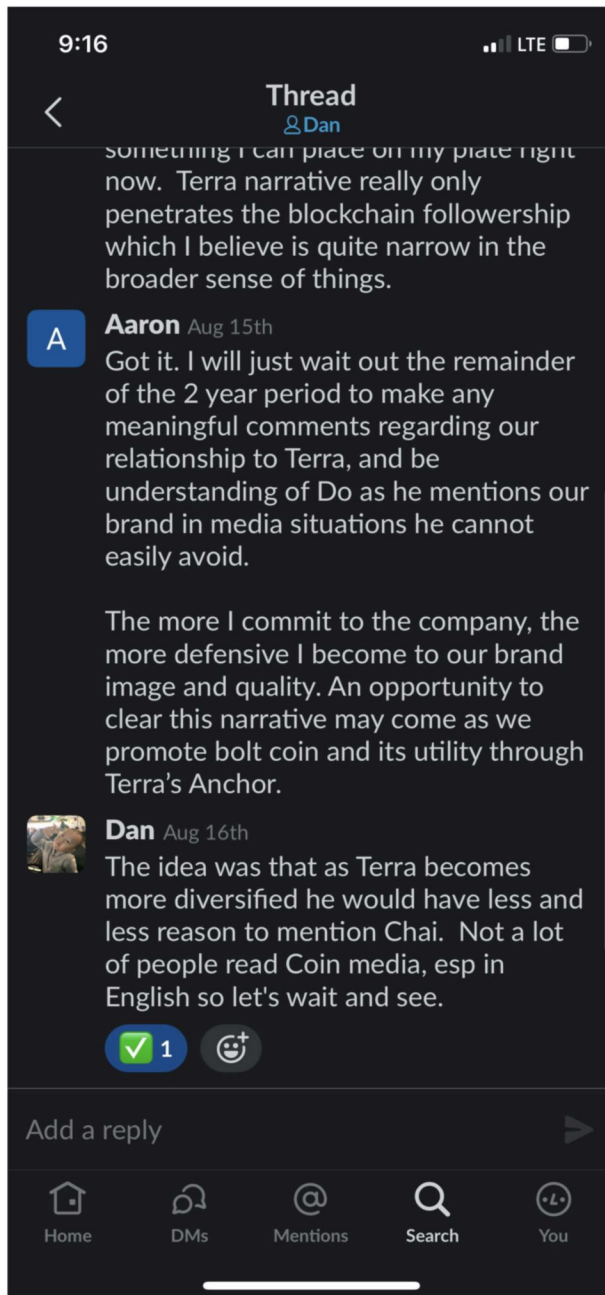 9:16
LTE
Thread
Dan
something I can place on my plate right
now.  Terra narrative really only
penetrates the blockchain followership
which I believe is quite narrow in the
broader sense of things.
A
Aaron Aug 15th
Got it. I will just wait out the remainder
of the 2 year period to make any
meaningful comments regarding our
relationship to Terra, and be
understanding of Do as he mentions our
brand in media situations he cannot
easily avoid.
The more I commit to the company, the
more defensive I become to our brand
image and quality. An opportunity to
clear this narrative may come as we
promote bolt coin and its utility through
Terra's Anchor.
Dan Aug 16th
The idea was that as Terra becomes
more diversified he would have less and
less reason to mention Chai.  Not a lot
of people read Coin media, esp in
English so let's wait and see.
✅ 1
Add a reply
Home DMs Mentions Search You